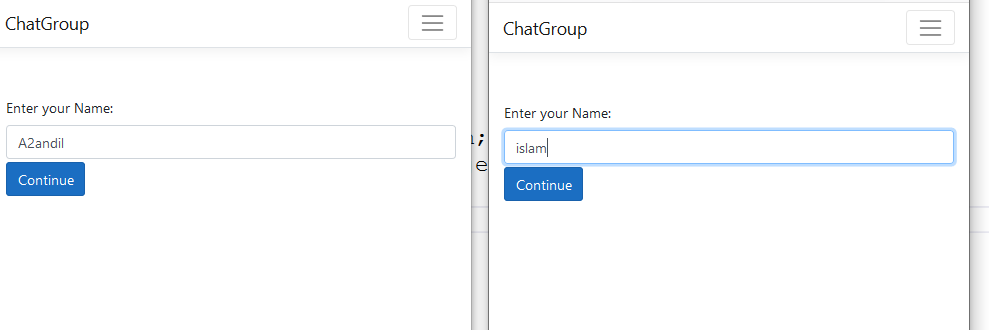 ChatGroup
Enter your Name:
A2andil
Continue
ChatGroup
Enter your Name:
islam
Continue
;
e